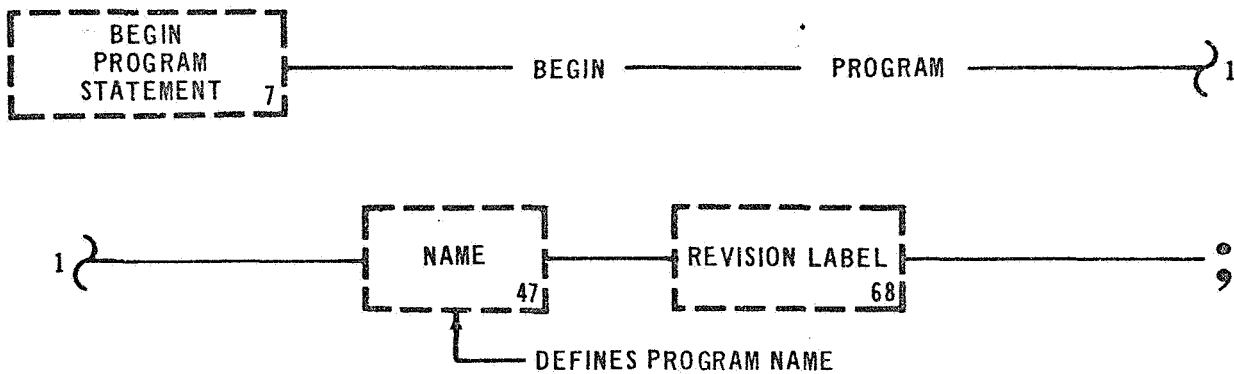 BEGIN
PROGRAM
STATEMENT 7
BEGIN PROGRAM 1
1 NAME 47 REVISION LABEL 68 ;
DEFINES PROGRAM NAME